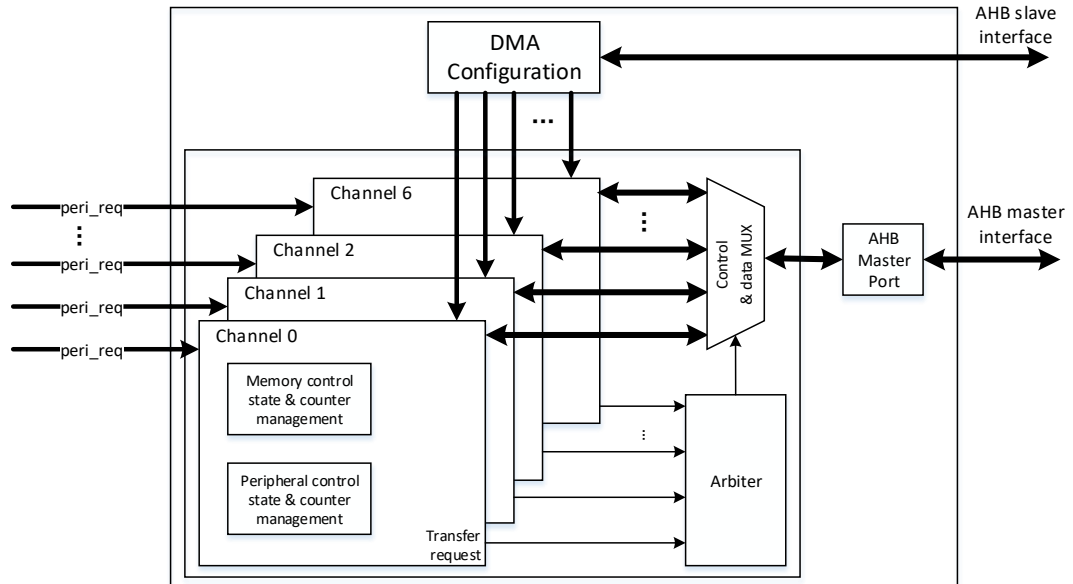 AHB slave
interface
DMA
Configuration
...
Channel 6
peri_req
...
...
AHB master
interface
Channel 2
peri_req
Control
& data MUX
AHB
Master
Port
Channel 1
peri_req
Channel 0
peri_req
Memory control
state & counter
management
...
Peripheral control
state & counter
management
Arbiter
Transfer
request